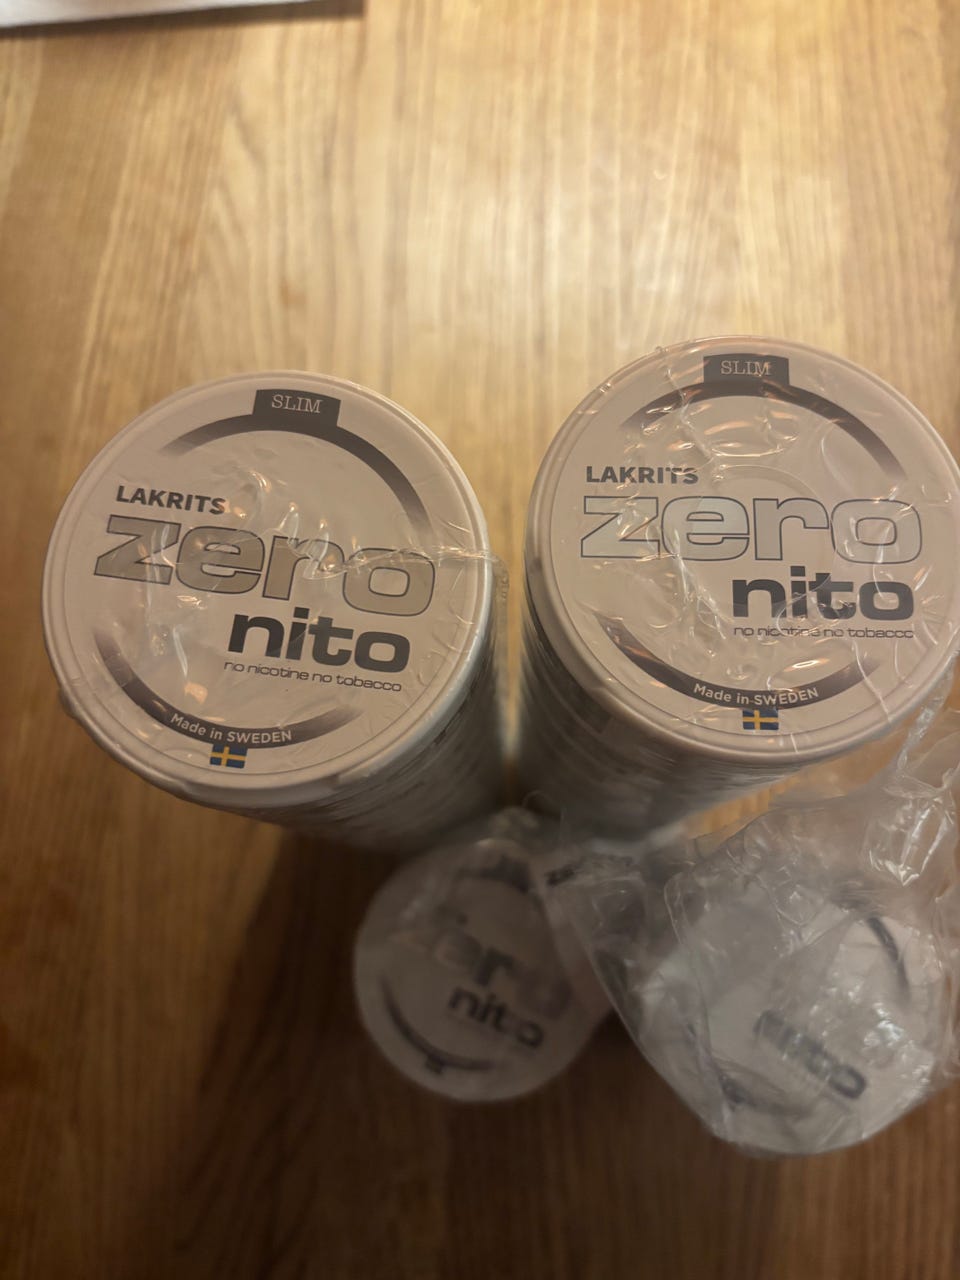 SLIM
LAKRITS
zero
nito
no nicotine no tobacco
Made in SWEDEN
SLIM
LAKRITS
zero
nito
no nicotine no tobacco
Made in SWEDEN
zero
nito
nito